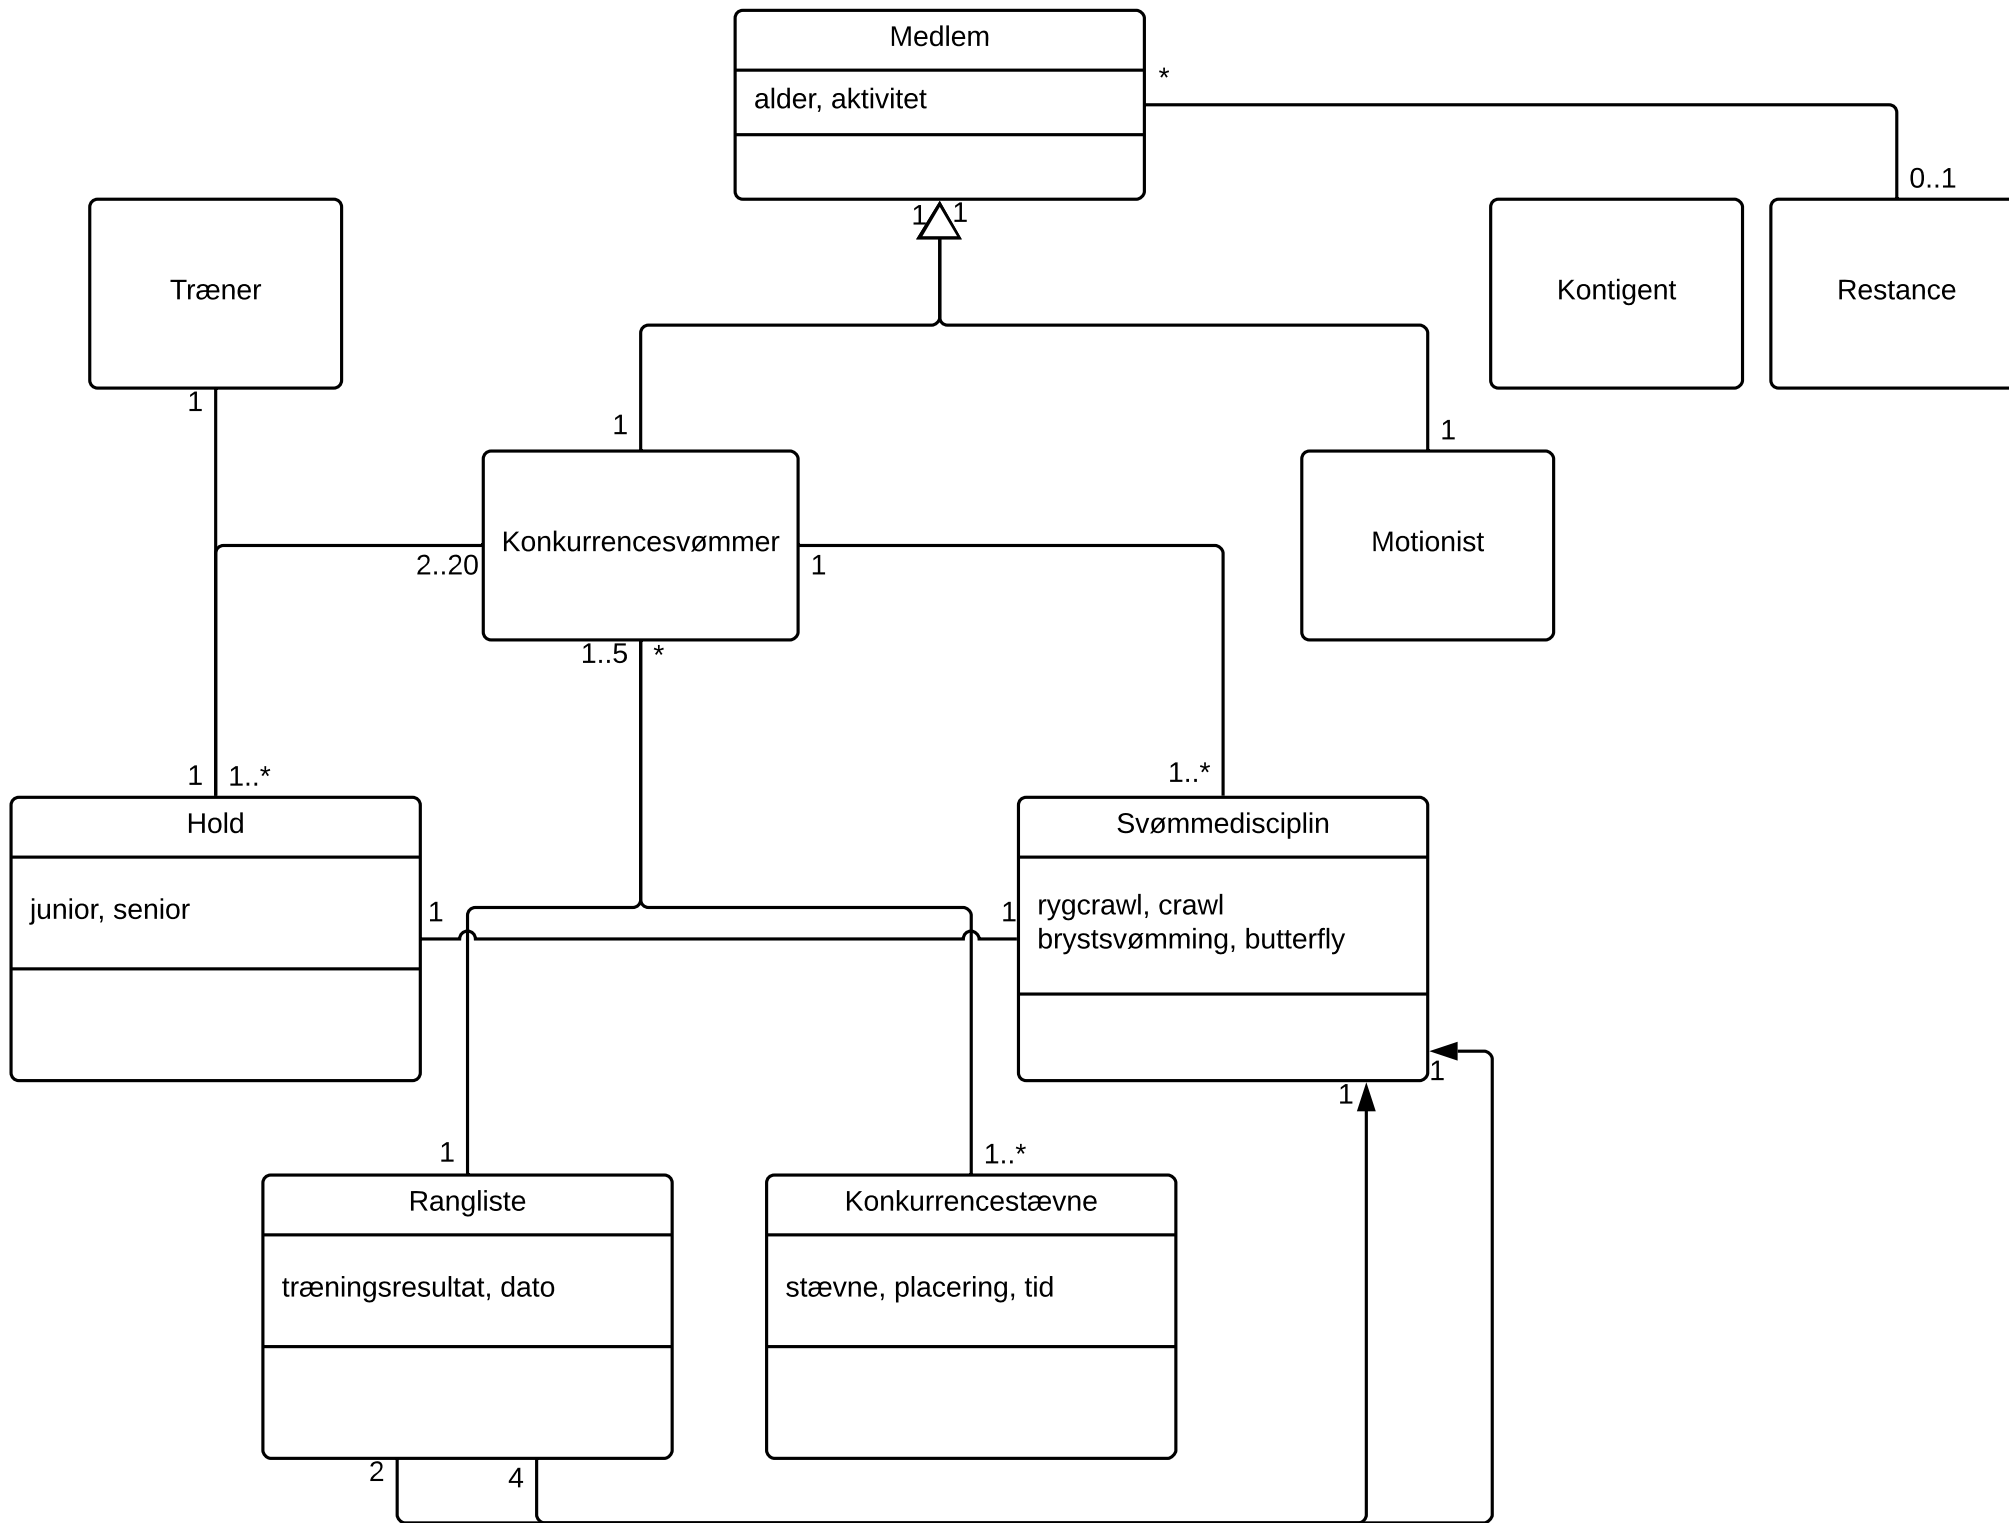 Medlem
alder, aktivitet
*
0..1
1
1
Træner
Kontigent
Restance
1
1
1
Konkurrencesvømmer
Motionist
2..20
1
1..5
*
1
1..*
1..*
Hold
junior, senior
Svømmedisciplin
rygcrawl, crawl
brystsvømming, butterfly
1
1
1
1
1
1..*
Rangliste
træningsresultat, dato
Konkurrencestævne
stævne, placering, tid
2
4